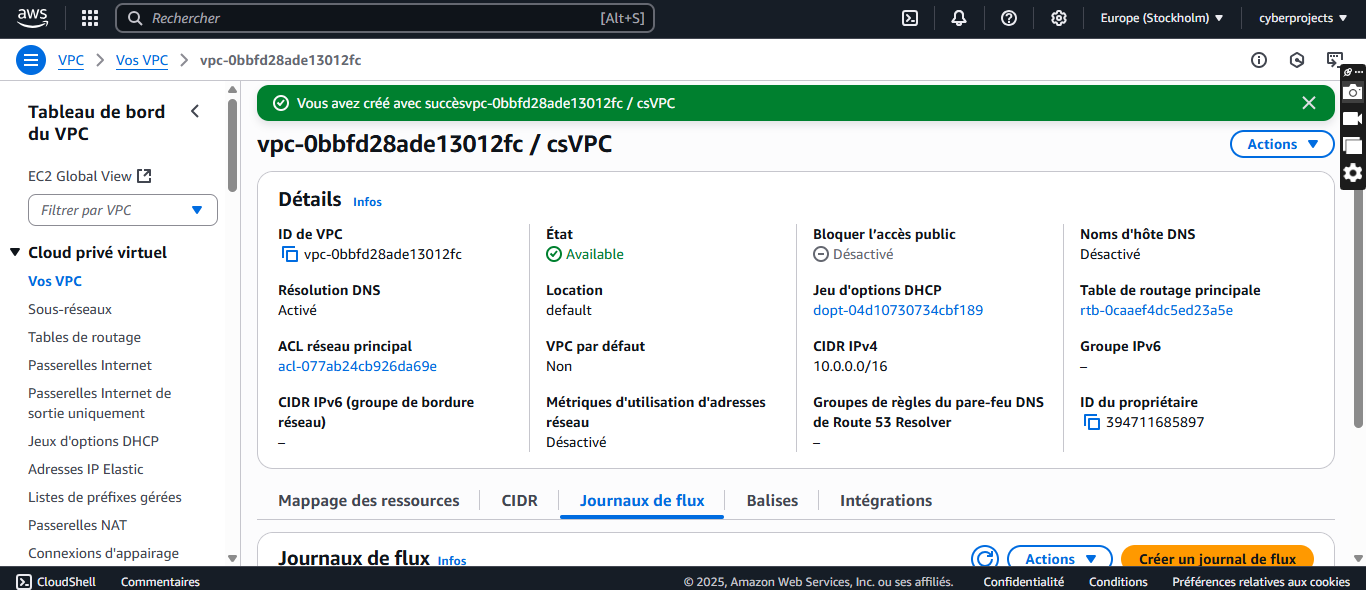 aws
Rechercher
[Alt+S]
Europe (Stockholm)
cyberprojects
VPC
Vos VPC
vpc-0bbfd28ade13012fc
Tableau de bord
du VPC
EC2 Global View
Filtrer par VPC
Cloud privé virtuel
Vos VPC
Sous-réseaux
Tables de routage
Passerelles Internet
Passerelles Internet de
sortie uniquement
Jeux d'options DHCP
Adresses IP Elastic
Listes de préfixes gérées
Passerelles NAT
Connexions d'appairage
Vous avez créé avec succèsvpc-0bbfd28ade13012fc / csVPC
vpc-0bbfd28ade13012fc / csVPC
Actions
Détails
Infos
ID de VPC
vpc-0bbfd28ade13012fc
État
Available
Bloquer l’accès public
Désactivé
Noms d'hôte DNS
Désactivé
Résolution DNS
Activé
Location
default
Jeu d'options DHCP
dopt-04d10730734cbf189
Table de routage principale
rtb-0caaef4dc5ed23a5e
ACL réseau principal
acl-077ab24cb926da69e
VPC par défaut
Non
CIDR IPv4
10.0.0.0/16
Groupe IPv6
–
CIDR IPv6 (groupe de bordure
réseau)
–
Métriques d'utilisation d'adresses
réseau
Désactivé
Groupes de règles du pare-feu DNS
de Route 53 Resolver
–
ID du propriétaire
394711685897
Mappage des ressources
CIDR
Journaux de flux
Balises
Intégrations
Journaux de flux
Infos
Actions
Créer un journal de flux
CloudShell
Commentaires
© 2025, Amazon Web Services, Inc. ou ses affiliés.
Confidentialité
Conditions
Préférences relatives aux cookies